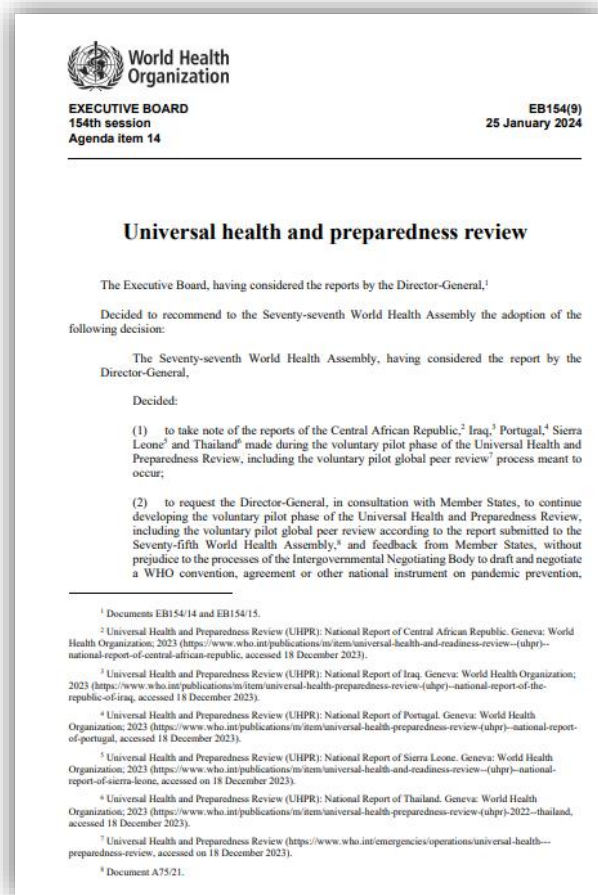 World Health
Organization
EXECUTIVE BOARD
EB154(9)
154th session
25 January 2024
Agenda item 14
Universal health and preparedness review
The Executive Board, having considered the reports by the Director-General,¹
Decided to recommend to the Seventy-seventh World Health Assembly the adoption of the
following decision:
The Seventy-seventh World Health Assembly, having considered the report by the
Director-General,
Decided:
(1) to take note of the reports of the Central African Republic,² Iraq,³ Portugal,⁴ Sierra
Leone⁵ and Thailand⁶ made during the voluntary pilot phase of the Universal Health and
Preparedness Review, including the voluntary pilot global peer review⁷ process meant to
occur;
(2) to request the Director-General, in consultation with Member States, to continue
developing the voluntary pilot phase of the Universal Health and Preparedness Review,
including the voluntary pilot global peer review according to the report submitted to the
Seventy-fifth World Health Assembly,⁸ and feedback from Member States, without
prejudice to the processes of the Intergovernmental Negotiating Body to draft and negotiate
a WHO convention, agreement or other national instrument on pandemic prevention,
¹ Documents EB154/14 and EB154/15.
² Universal Health and Preparedness Review (UHPR): National Report of Central African Republic. Geneva: World
Health Organization; 2023 (https://www.who.int/publications/m/item/universal-health-and-readiness-review--(uhpr)--
national-report-of-central-african-republic, accessed 18 December 2023).
³ Universal Health and Preparedness Review (UHPR): National Report of Iraq. Geneva: World Health Organization;
2023 (https://www.who.int/publications/m/item/universal-health-preparedness-review-(uhpr)--national-report-of-the-
republic-of-iraq, accessed 18 December 2023).
⁴ Universal Health and Preparedness Review (UHPR): National Report of Portugal. Geneva: World Health
Organization; 2023 (https://www.who.int/publications/m/item/universal-health-preparedness-review-(uhpr)--national-report-
of-portugal, accessed 18 December 2023).
⁵ Universal Health and Preparedness Review (UHPR): National Report of Sierra Leone. Geneva: World Health
Organization; 2023 (https://www.who.int/publications/m/item/universal-health-and-readiness-review--(uhpr)--national-
report-of-sierra-leone, accessed on 18 December 2023).
⁶ Universal Health and Preparedness Review (UHPR): National Report of Thailand. Geneva: World Health
Organization; 2023 (https://www.who.int/publications/m/item/universal-health-preparedness-review-(uhpr)-2022--thailand,
accessed 18 December 2023).
⁷ Universal Health and Preparedness Review (https://www.who.int/emergencies/operations/universal-health---
preparedness-review, accessed on 18 December 2023).
⁸ Document A75/21.